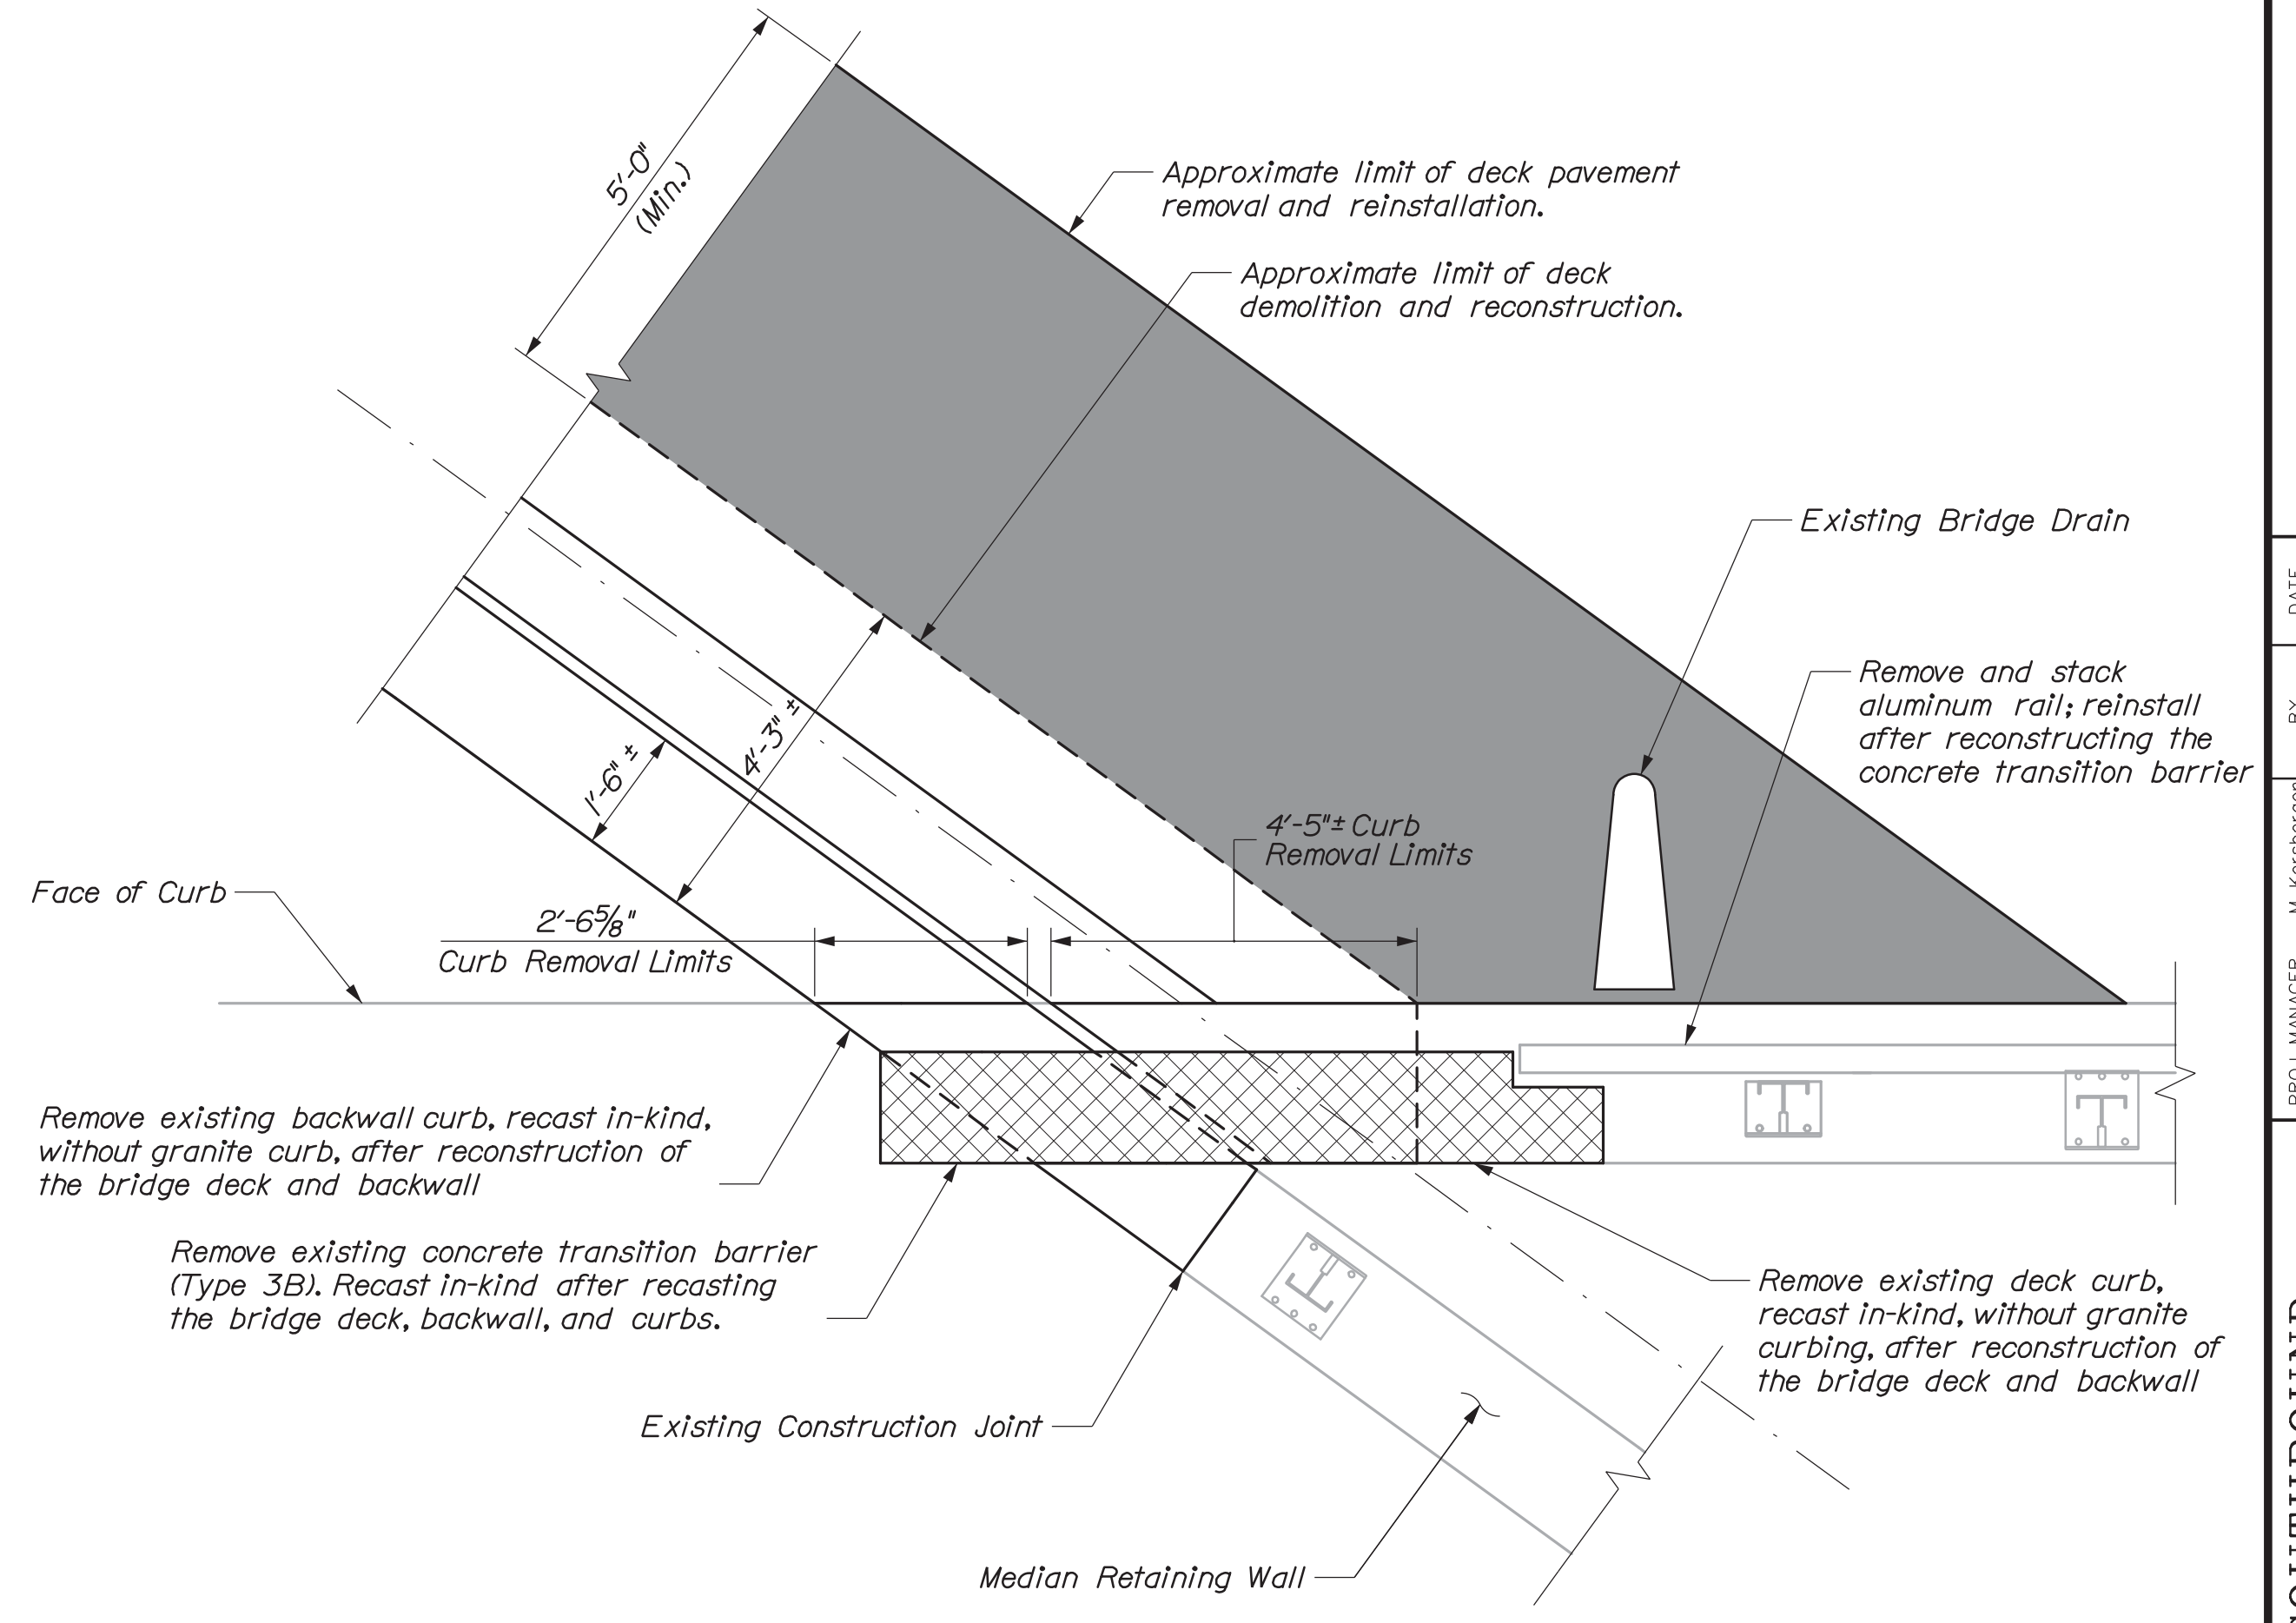 5'-0"
(Min.)
Approximate limit of deck pavement
removal and reinstallation.
Approximate limit of deck
demolition and reconstruction.
Existing Bridge Drain
Remove and stack
aluminum rail; reinstall
after reconstructing the
concrete transition barrier
4'-3" ±
1'-6" ±
4'-5"± Curb
Removal Limits
Face of Curb
2'-6⅝"
Curb Removal Limits
Remove existing backwall curb, recast in-kind,
without granite curb, after reconstruction of
the bridge deck and backwall
Remove existing concrete transition barrier
(Type 3B). Recast in-kind after recasting
the bridge deck, backwall, and curbs.
Remove existing deck curb,
recast in-kind, without granite
curbing, after reconstruction of
the bridge deck and backwall
Existing Construction Joint
Median Retaining Wall
DATE
BY
PROJ. MANAGER